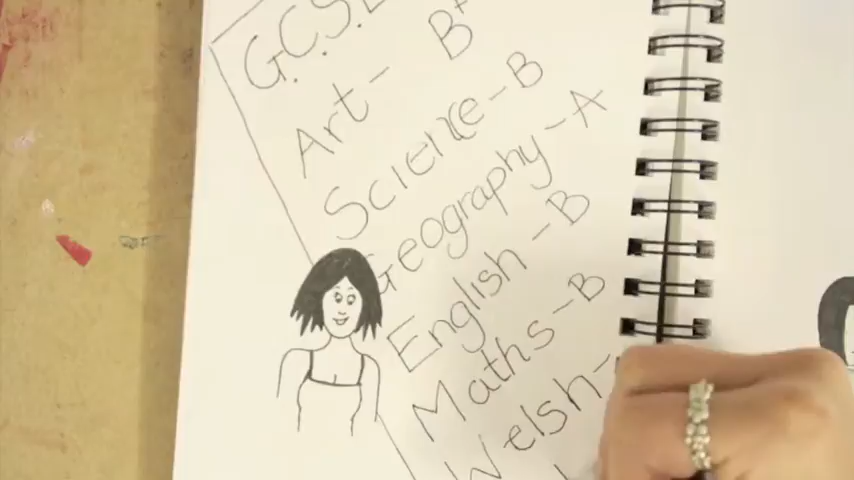 G.C.S.E
Art - B+
Science - B
Geography - A
English - B
Maths - B
Welsh -